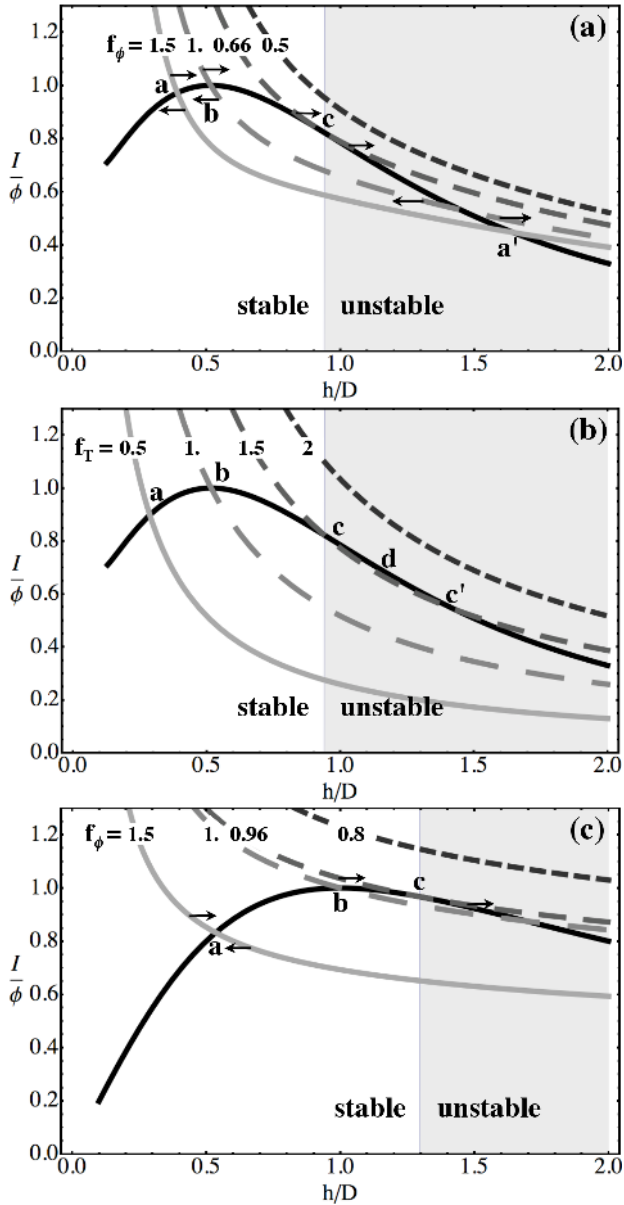 (a)
f_ϕ = 1.5 1. 0.66 0.5
1.2
1.0
0.8
0.6
0.4
0.2
0.0
I/ϕ
a
b
c
a'
stable unstable
0.0 0.5 1.0 1.5 2.0
h/D
(b)
f_T = 0.5 1. 1.5 2
1.2
1.0
0.8
0.6
0.4
0.2
0.0
I/ϕ
a
b
c
d
c'
stable unstable
0.0 0.5 1.0 1.5 2.0
h/D
(c)
f_ϕ = 1.5 1. 0.96 0.8
1.2
1.0
0.8
0.6
0.4
0.2
0.0
I/ϕ
a
b
c
stable unstable
0.0 0.5 1.0 1.5 2.0
h/D